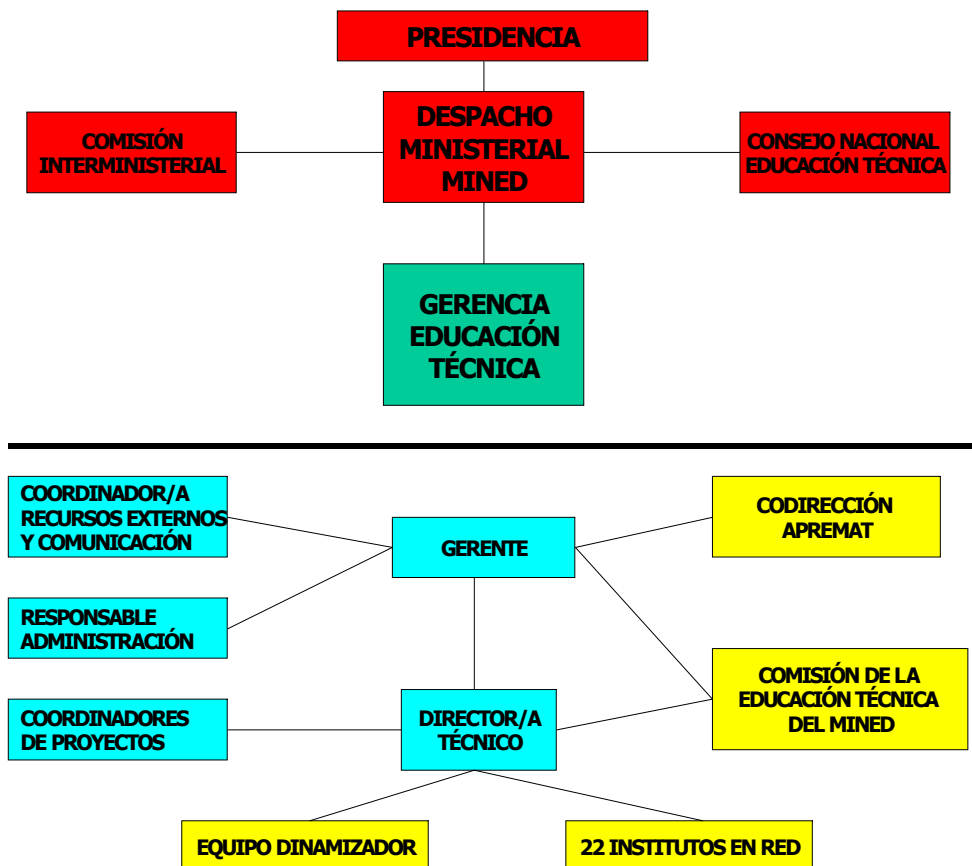 PRESIDENCIA
COMISIÓN
INTERMINISTERIAL
DESPACHO
MINISTERIAL
MINED
CONSEJO NACIONAL
EDUCACIÓN TÉCNICA
GERENCIA
EDUCACIÓN
TÉCNICA
COORDINADOR/A
RECURSOS EXTERNOS
Y COMUNICACIÓN
GERENTE
CODIRECCIÓN
APREMAT
RESPONSABLE
ADMINISTRACIÓN
COORDINADORES
DE PROYECTOS
DIRECTOR/A
TÉCNICO
COMISIÓN DE LA
EDUCACIÓN TÉCNICA
DEL MINED
EQUIPO DINAMIZADOR
22 INSTITUTOS EN RED